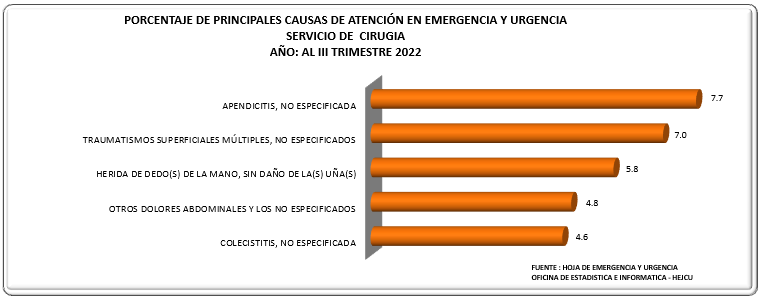 PORCENTAJE DE PRINCIPALES CAUSAS DE ATENCIÓN EN EMERGENCIA Y URGENCIA
SERVICIO DE CIRUGIA
AÑO: AL III TRIMESTRE 2022
APENDICITIS, NO ESPECIFICADA 7.7
TRAUMATISMOS SUPERFICIALES MÚLTIPLES, NO ESPECIFICADOS 7.0
HERIDA DE DEDO(S) DE LA MANO, SIN DAÑO DE LA(S) UÑA(S) 5.8
OTROS DOLORES ABDOMINALES Y LOS NO ESPECIFICADOS 4.8
COLECISTITIS, NO ESPECIFICADA 4.6
FUENTE : HOJA DE EMERGENCIA Y URGENCIA
OFICINA DE ESTADISTICA E INFORMATICA - HEJCU